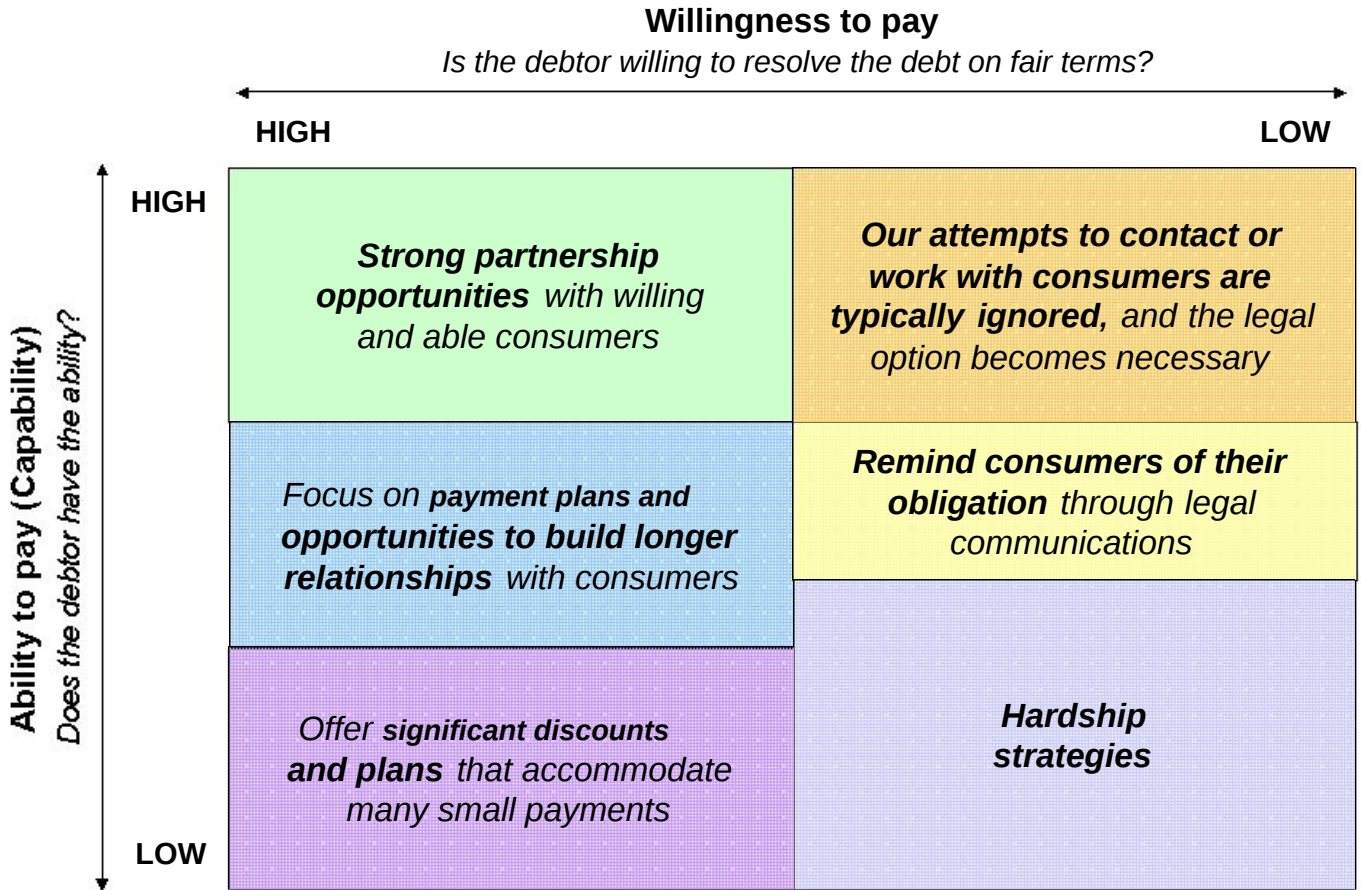 Willingness to pay
Is the debtor willing to resolve the debt on fair terms?
HIGH
LOW
Ability to pay (Capability)
Does the debtor have the ability?
HIGH
LOW
Strong partnership
opportunities with willing
and able consumers
Our attempts to contact or
work with consumers are
typically ignored, and the legal
option becomes necessary
Focus on payment plans and
opportunities to build longer
relationships with consumers
Remind consumers of their
obligation through legal
communications
Offer significant discounts
and plans that accommodate
many small payments
Hardship
strategies